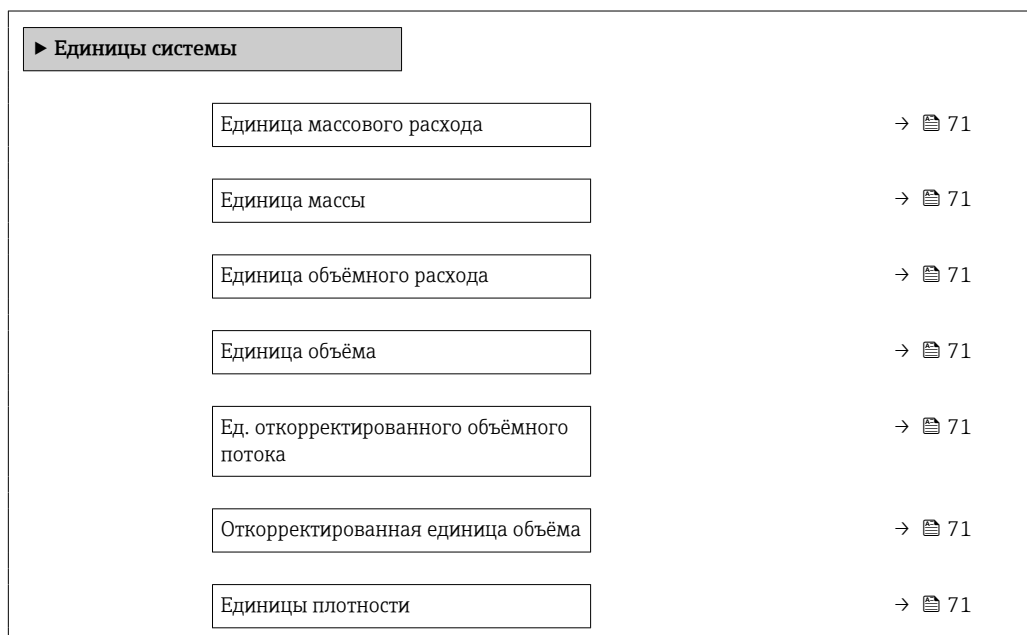 ▶ Единицы системы
Единица массового расхода → 71
Единица массы → 71
Единица объёмного расхода → 71
Единица объёма → 71
Ед. откорректированного объёмного → 71
потока
Откорректированная единица объёма → 71
Единицы плотности → 71